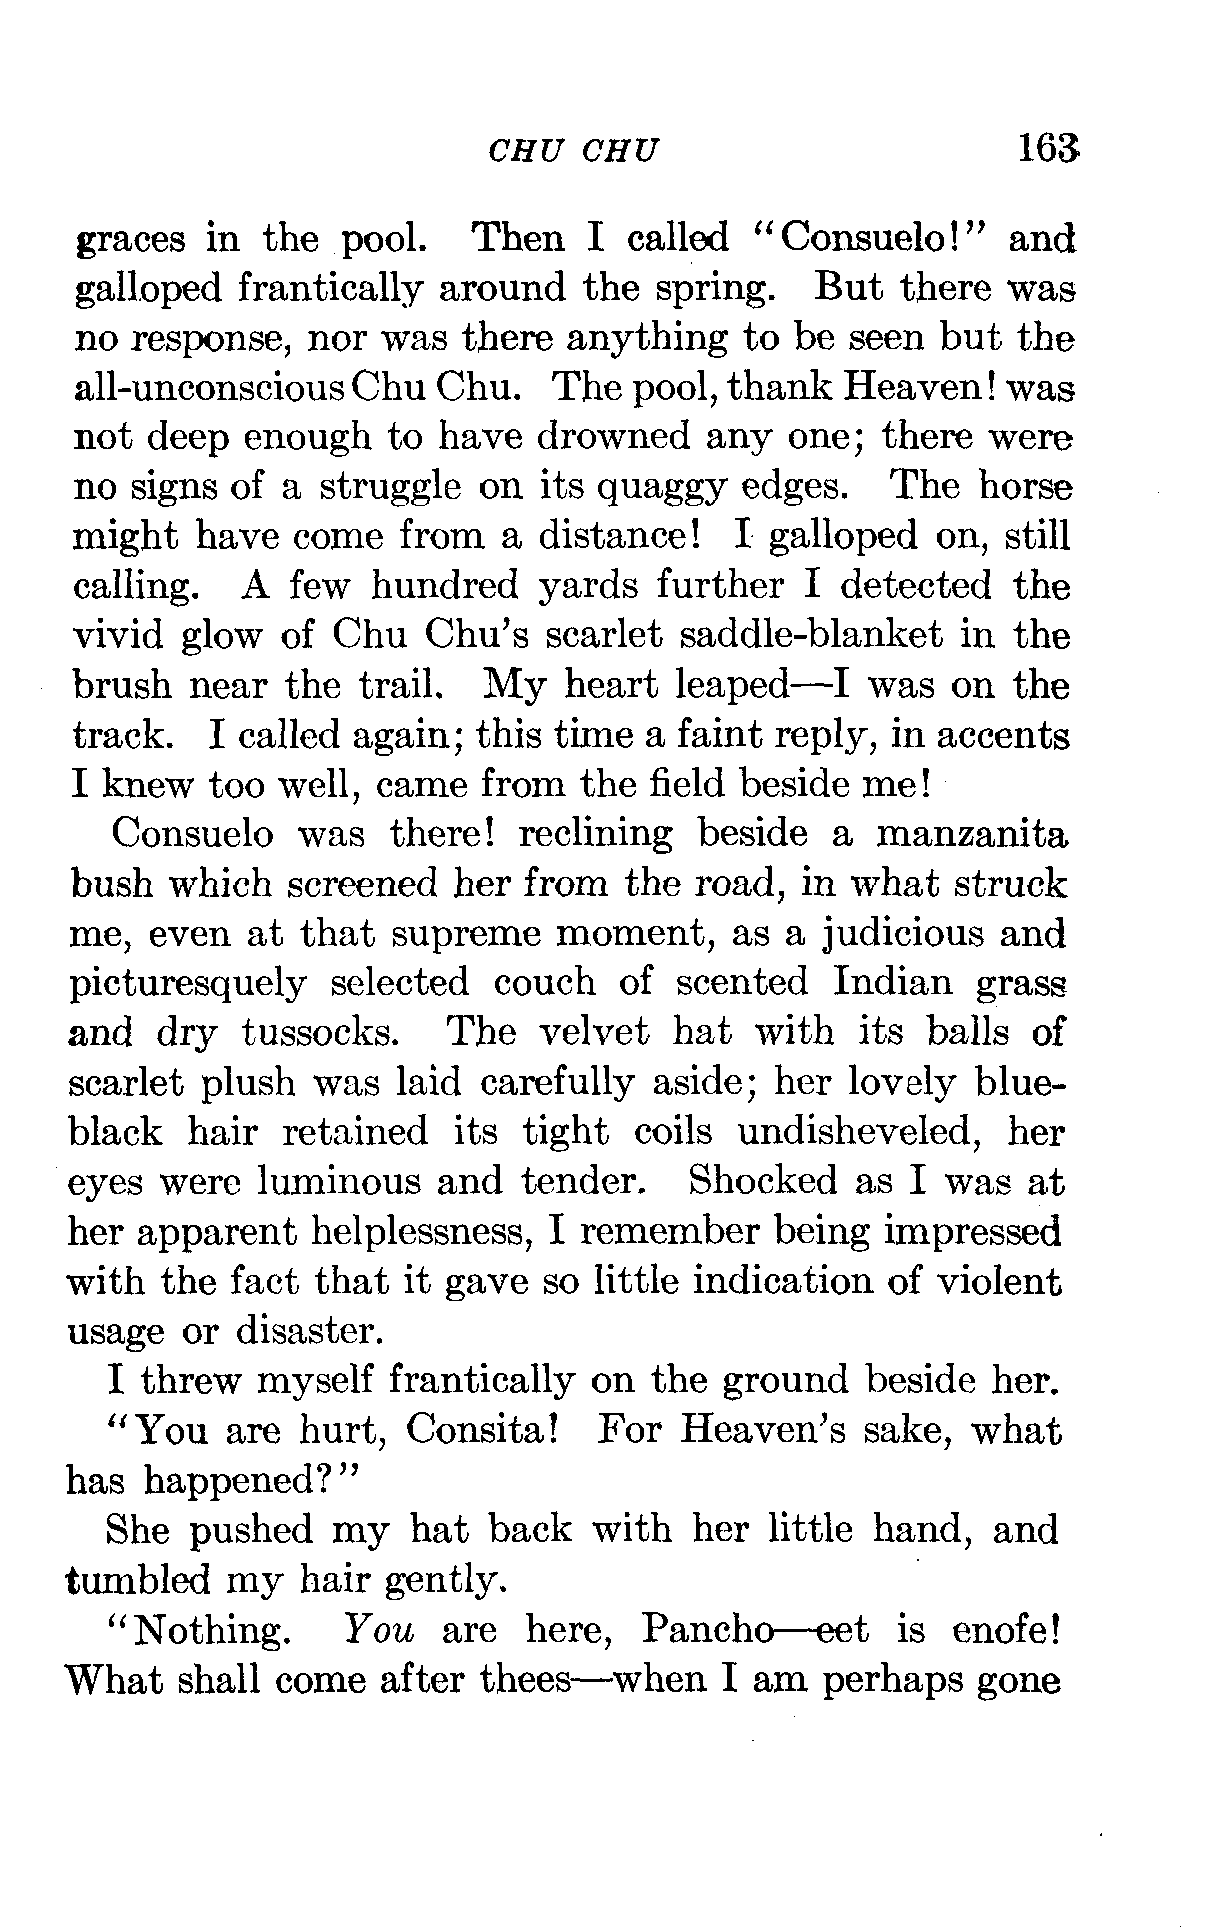 CHU CHU 163
graces in the pool. Then I called "Consuelo!" and
galloped frantically around the spring. But there was
no response, nor was there anything to be seen but the
all-unconscious Chu Chu. The pool, thank Heaven! was
not deep enough to have drowned any one; there were
no signs of a struggle on its quaggy edges. The horse
might have come from a distance! I galloped on, still
calling. A few hundred yards further I detected the
vivid glow of Chu Chu's scarlet saddle-blanket in the
brush near the trail. My heart leaped—I was on the
track. I called again; this time a faint reply, in accents
I knew too well, came from the field beside me!
Consuelo was there! reclining beside a manzanita
bush which screened her from the road, in what struck
me, even at that supreme moment, as a judicious and
picturesquely selected couch of scented Indian grass
and dry tussocks. The velvet hat with its balls of
scarlet plush was laid carefully aside; her lovely blue-
black hair retained its tight coils undisheveled, her
eyes were luminous and tender. Shocked as I was at
her apparent helplessness, I remember being impressed
with the fact that it gave so little indication of violent
usage or disaster.
I threw myself frantically on the ground beside her.
"You are hurt, Consita! For Heaven's sake, what
has happened?"
She pushed my hat back with her little hand, and
tumbled my hair gently.
"Nothing. You are here, Pancho—eet is enofe!
What shall come after thees—when I am perhaps gone